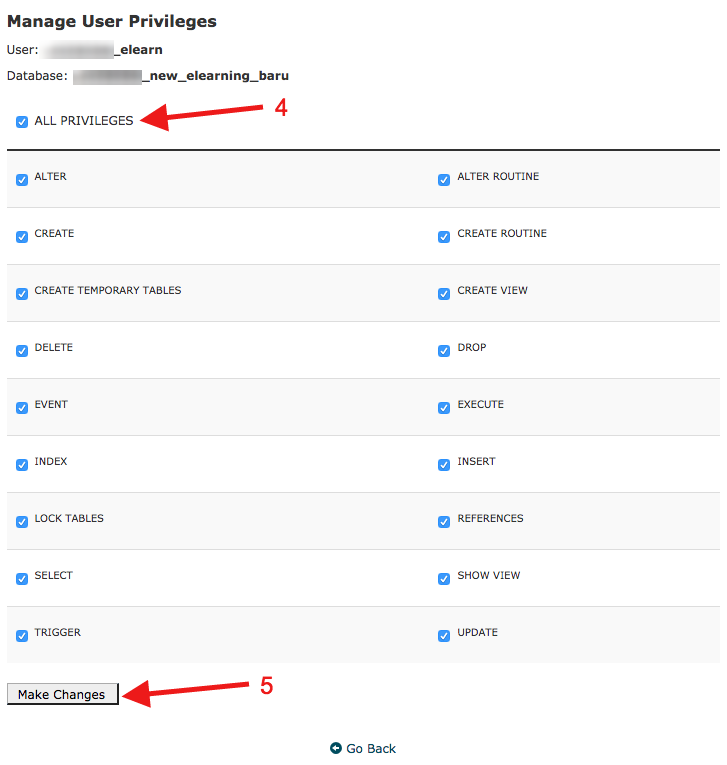 Manage User Privileges
User: _elearn
Database: _new_elearning_baru
ALL PRIVILEGES 4
ALTER ALTER ROUTINE
CREATE CREATE ROUTINE
CREATE TEMPORARY TABLES CREATE VIEW
DELETE DROP
EVENT EXECUTE
INDEX INSERT
LOCK TABLES REFERENCES
SELECT SHOW VIEW
TRIGGER UPDATE
Make Changes 5
Go Back